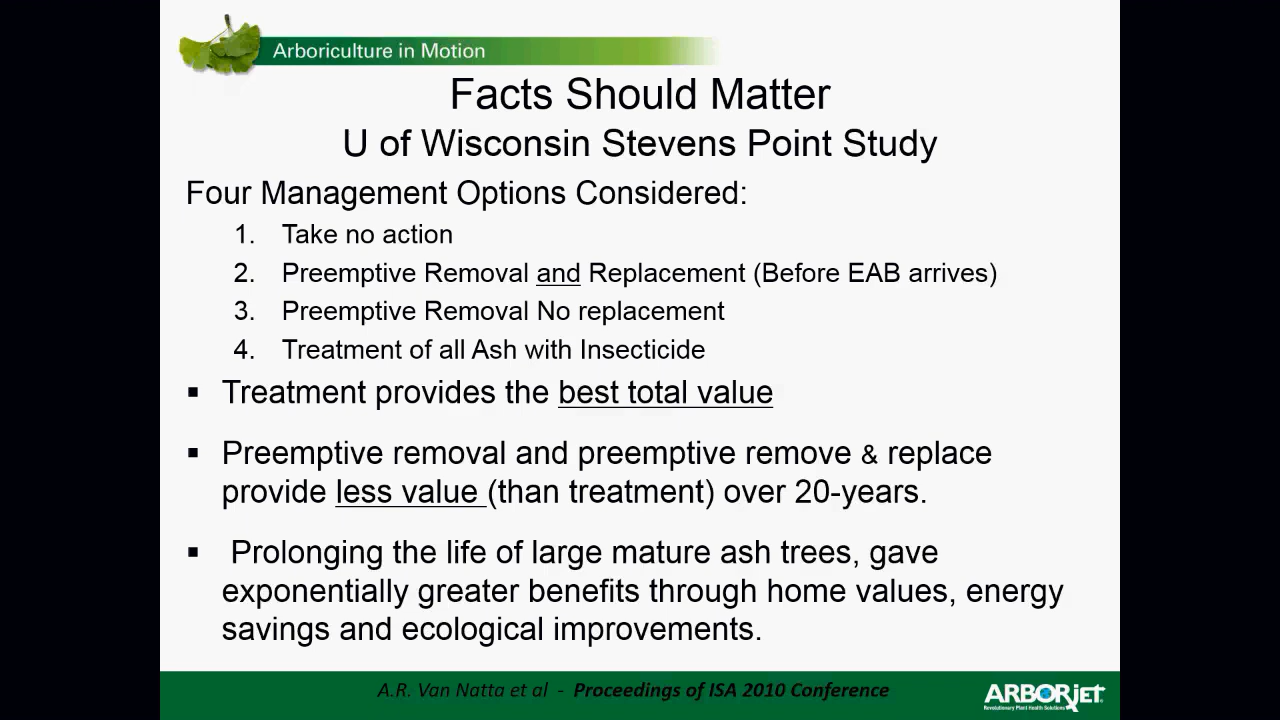 Arboriculture in Motion
Facts Should Matter
U of Wisconsin Stevens Point Study
Four Management Options Considered:
1. Take no action
2. Preemptive Removal and Replacement (Before EAB arrives)
3. Preemptive Removal No replacement
4. Treatment of all Ash with Insecticide
▪ Treatment provides the best total value
▪ Preemptive removal and preemptive remove & replace
provide less value (than treatment) over 20-years.
▪ Prolonging the life of large mature ash trees, gave
exponentially greater benefits through home values, energy
savings and ecological improvements.
A.R. Van Natta et al - Proceedings of ISA 2010 Conference
ARBORjet
Revolutionary Plant Health Solutions